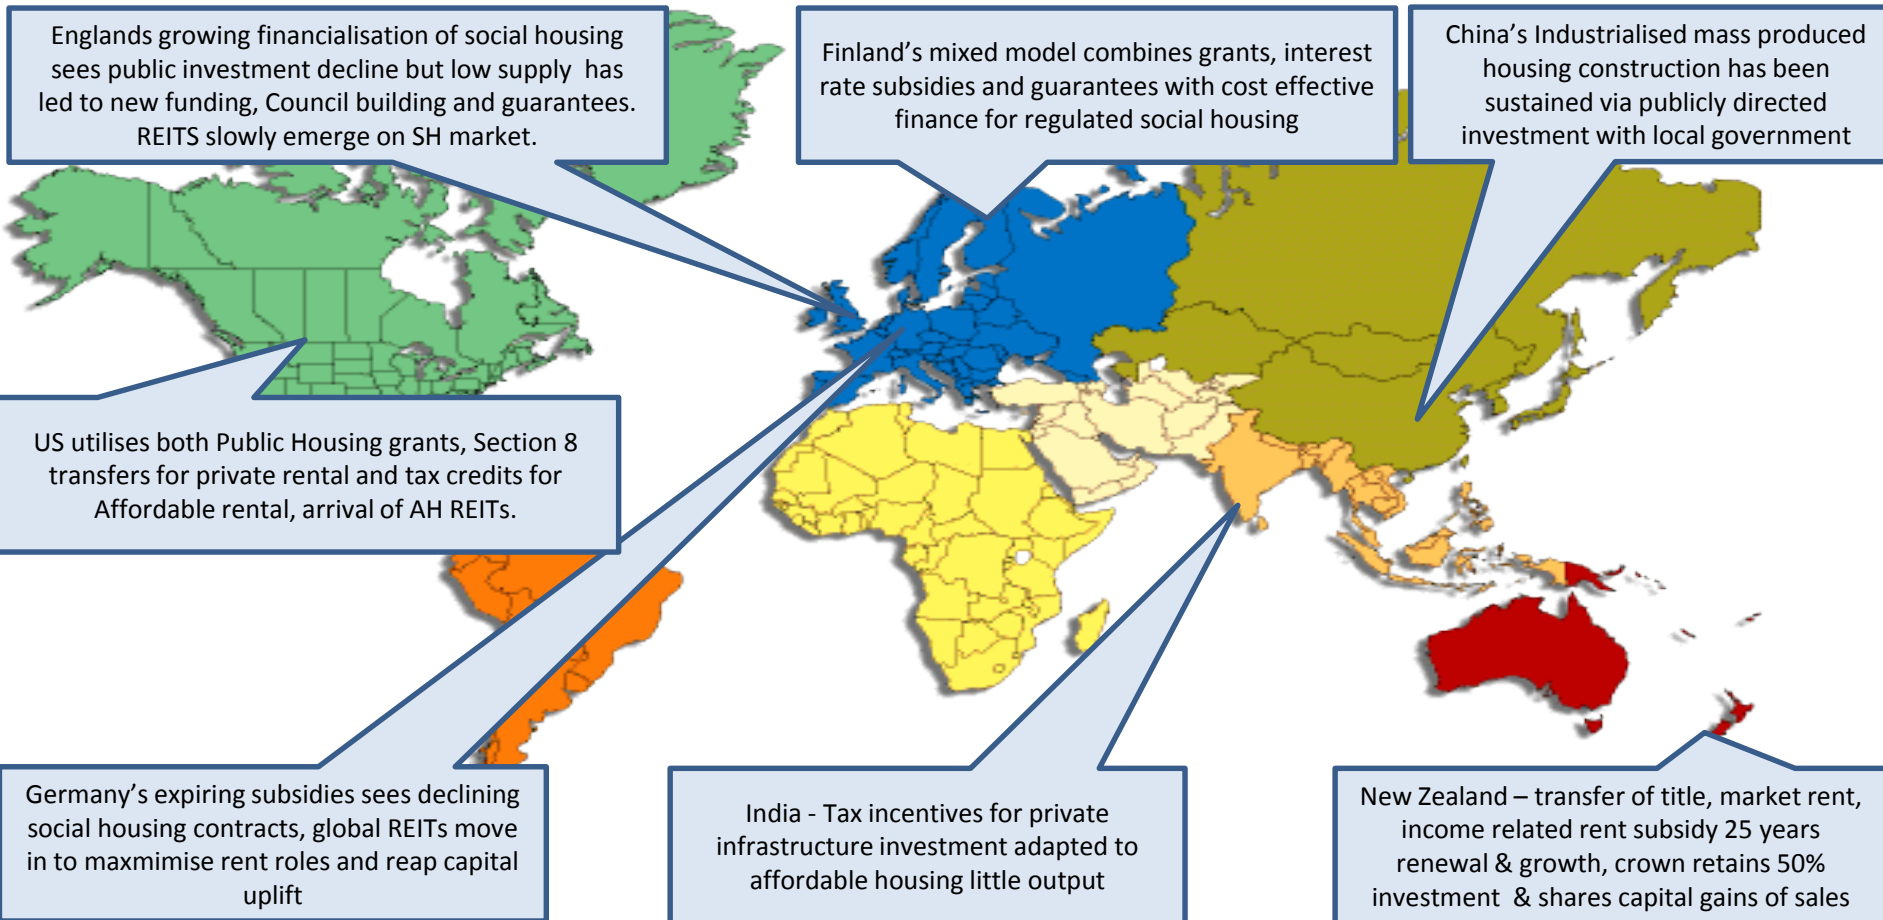 Englands growing financialisation of social housing
sees public investment decline but low supply has
led to new funding, Council building and guarantees.
REITS slowly emerge on SH market.
Finland's mixed model combines grants, interest
rate subsidies and guarantees with cost effective
finance for regulated social housing
China's Industrialised mass produced
housing construction has been
sustained via publicly directed
investment with local government
US utilises both Public Housing grants, Section 8
transfers for private rental and tax credits for
Affordable rental, arrival of AH REITs.
Germany's expiring subsidies sees declining
social housing contracts, global REITs move
in to maxmimise rent roles and reap capital
uplift
India - Tax incentives for private
infrastructure investment adapted to
affordable housing little output
New Zealand – transfer of title, market rent,
income related rent subsidy 25 years
renewal & growth, crown retains 50%
investment & shares capital gains of sales